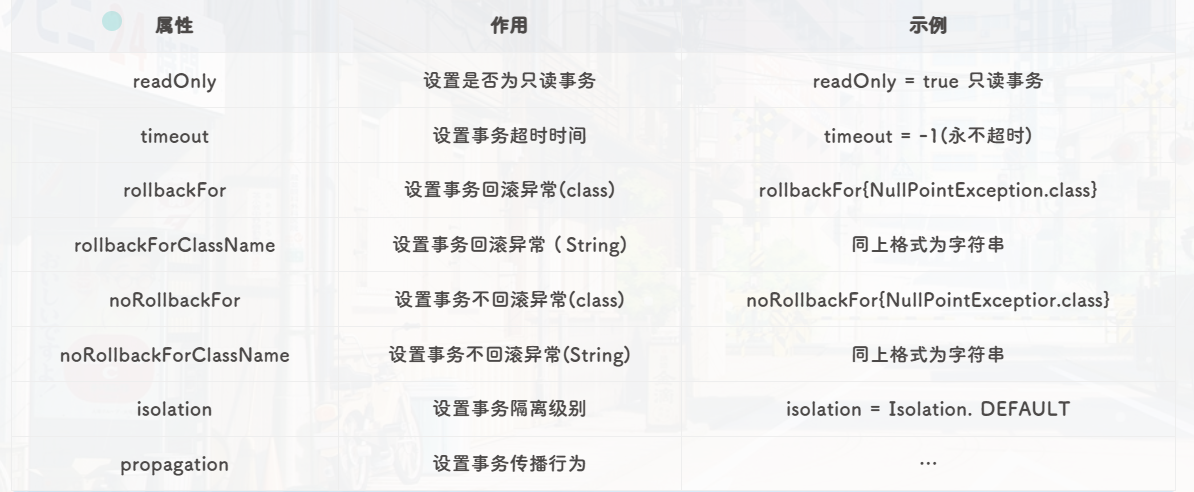 属性 作用 示例
readOnly 设置是否为只读事务 readOnly = true 只读事务
timeout 设置事务超时时间 timeout = -1(永不超时)
rollbackFor 设置事务回滚异常(class) rollbackFor{NullPointException.class}
rollbackForClassName 设置事务回滚异常（String) 同上格式为字符串
noRollbackFor 设置事务不回滚异常(class) noRollbackFor{NullPointExceptior.class}
noRollbackForClassName 设置事务不回滚异常(String) 同上格式为字符串
isolation 设置事务隔离级别 isolation = Isolation. DEFAULT
propagation 设置事务传播行为 …